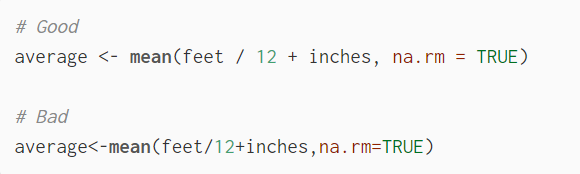 # Good
average <- mean(feet / 12 + inches, na.rm = TRUE)
# Bad
average<-mean(feet/12+inches,na.rm=TRUE)